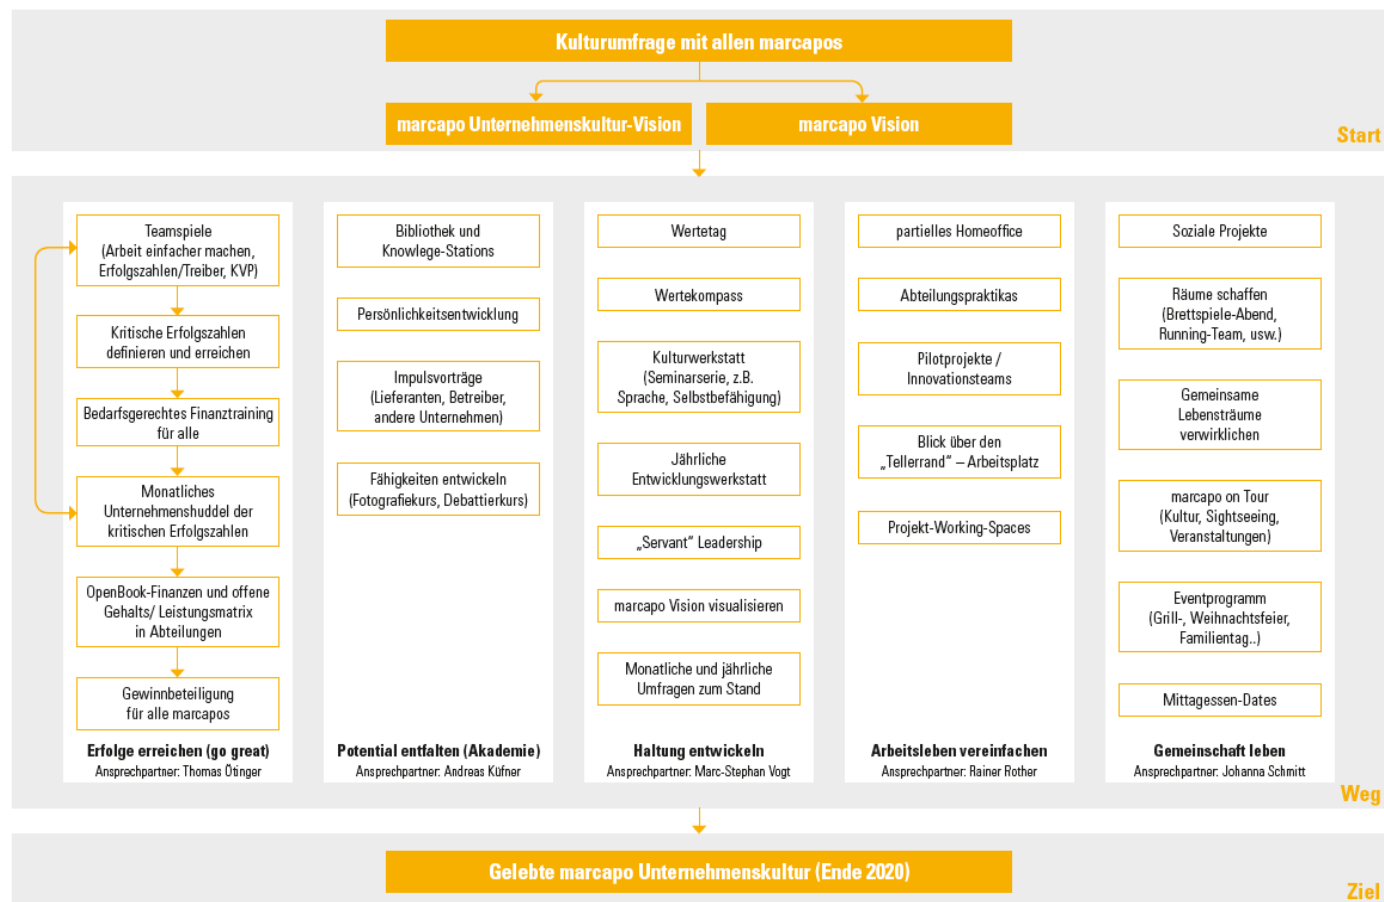 Kulturumfrage mit allen marcapos
marcapo Unternehmenskultur-Vision
marcapo Vision
Start
Teamspiele
(Arbeit einfacher machen,
Erfolgszahlen/Treiber, KVP)
Kritische Erfolgszahlen
definieren und erreichen
Bedarfsgerechtes Finanztraining
für alle
Monatliches
Unternehmenshuddel der
kritischen Erfolgszahlen
OpenBook-Finanzen und offene
Gehalts/ Leistungsmatrix
in Abteilungen
Gewinnbeteiligung
für alle marcapos
Erfolge erreichen (go great)
Ansprechpartner: Thomas Ötinger
Bibliothek und
Knowlege-Stations
Persönlichkeitsentwicklung
Impulsvorträge
(Lieferanten, Betreiber,
andere Unternehmen)
Fähigkeiten entwickeln
(Fotografiekurs, Debattierkurs)
Potential entfalten (Akademie)
Ansprechpartner: Andreas Küfner
Wertetag
Wertekompass
Kulturwerkstatt
(Seminarserie, z.B.
Sprache, Selbstbefähigung)
Jährliche
Entwicklungswerkstatt
„Servant" Leadership
marcapo Vision visualisieren
Monatliche und jährliche
Umfragen zum Stand
Haltung entwickeln
Ansprechpartner: Marc-Stephan Vogt
partielles Homeoffice
Abteilungspraktikas
Pilotprojekte /
Innovationsteams
Blick über den
„Tellerrand" – Arbeitsplatz
Projekt-Working-Spaces
Arbeitsleben vereinfachen
Ansprechpartner: Rainer Rother
Soziale Projekte
Räume schaffen
(Brettspiele-Abend,
Running-Team, usw.)
Gemeinsame
Lebensträume
verwirklichen
marcapo on Tour
(Kultur, Sightseeing,
Veranstaltungen)
Eventprogramm
(Grill-, Weihnachtsfeier,
Familientag..)
Mittagessen-Dates
Gemeinschaft leben
Ansprechpartner: Johanna Schmitt
Weg
Gelebte marcapo Unternehmenskultur (Ende 2020)
Ziel